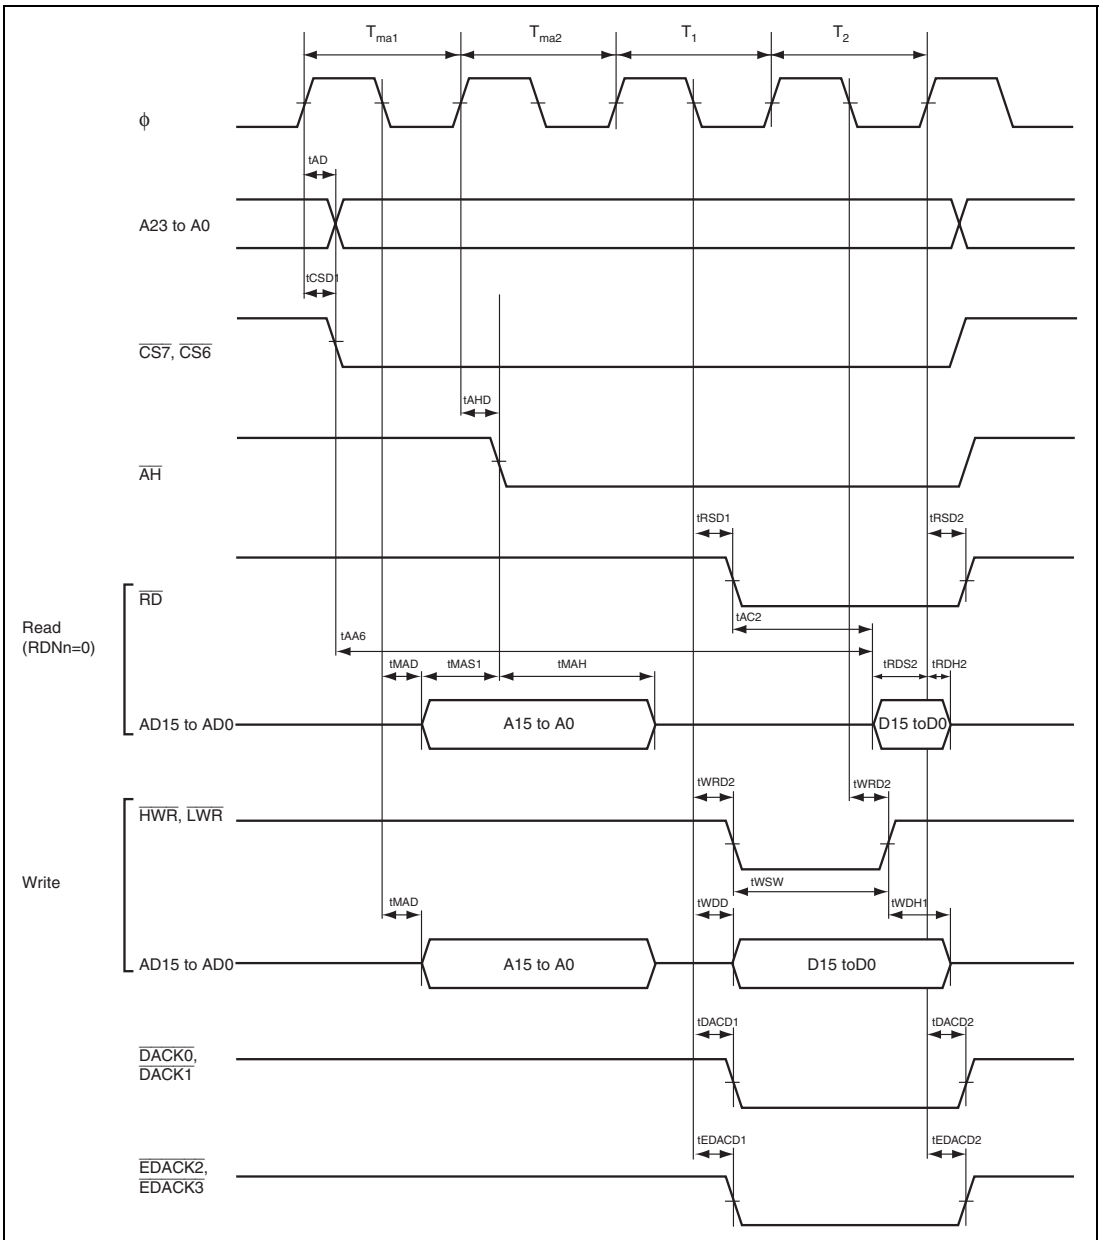 Tma1 Tma2 T1 T2
ϕ
tAD
A23 to A0
tCSD1
CS7, CS6
tAHD
AH
tRSD1 tRSD2
RD
Read
(RDNn=0)
tAC2
tAA6
tMAD tMAS1 tMAH tRDS2 tRDH2
AD15 to AD0 A15 to A0 D15 toD0
tWRD2 tWRD2
HWR, LWR
Write
tWSW
tMAD tWDD tWDH1
AD15 to AD0 A15 to A0 D15 toD0
tDACD1 tDACD2
DACK0,
DACK1
tEDACD1 tEDACD2
EDACK2,
EDACK3